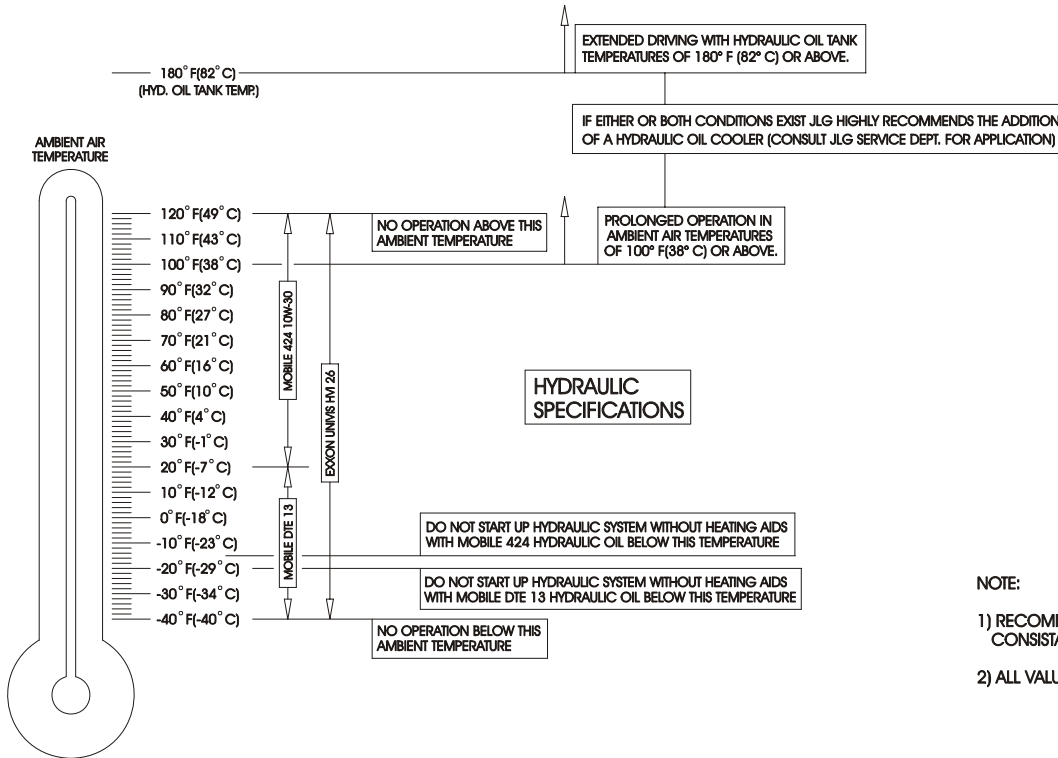 EXTENDED DRIVING WITH HYDRAULIC OIL TANK
TEMPERATURES OF 180° F (82° C) OR ABOVE.
180° F(82° C)
(HYD. OIL TANK TEMP.)
IF EITHER OR BOTH CONDITIONS EXIST JLG HIGHLY RECOMMENDS THE ADDITION
OF A HYDRAULIC OIL COOLER (CONSULT JLG SERVICE DEPT. FOR APPLICATION)
AMBIENT AIR
TEMPERATURE
120° F(49° C)
110° F(43° C)
100° F(38° C)
90° F(32° C)
80° F(27° C)
70° F(21° C)
60° F(16° C)
50° F(10° C)
40° F(4° C)
30° F(-1° C)
20° F(-7° C)
10° F(-12° C)
0° F(-18° C)
-10° F(-23° C)
-20° F(-29° C)
-30° F(-34° C)
-40° F(-40° C)
NO OPERATION ABOVE THIS
AMBIENT TEMPERATURE
PROLONGED OPERATION IN
AMBIENT AIR TEMPERATURES
OF 100° F(38° C) OR ABOVE.
MOBILE 424 10W-30
EXXON UNIVIS HVI 26
MOBILE DTE 13
HYDRAULIC
SPECIFICATIONS
DO NOT START UP HYDRAULIC SYSTEM WITHOUT HEATING AIDS
WITH MOBILE 424 HYDRAULIC OIL BELOW THIS TEMPERATURE
DO NOT START UP HYDRAULIC SYSTEM WITHOUT HEATING AIDS
WITH MOBILE DTE 13 HYDRAULIC OIL BELOW THIS TEMPERATURE
NO OPERATION BELOW THIS
AMBIENT TEMPERATURE
NOTE:
1) RECOM
CONSISTA
2) ALL VALU